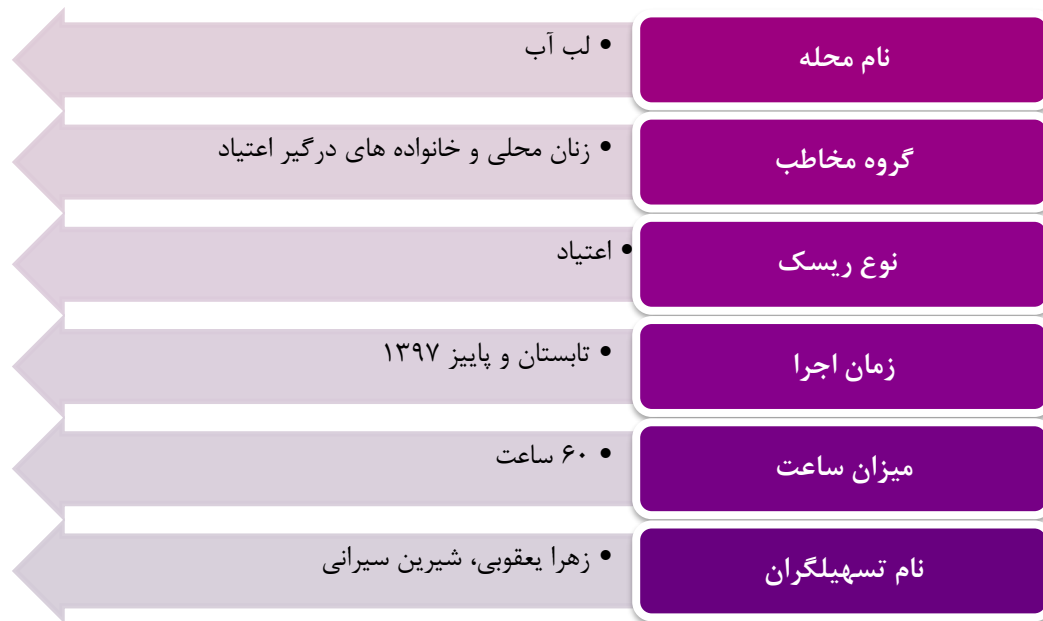 نام محله
• لب آب
گروه مخاطب
• زنان محلی و خانواده های درگیر اعتیاد
نوع ریسک
• اعتیاد
زمان اجرا
• تابستان و پاییز ۱۳۹۷
میزان ساعت
• ۶۰ ساعت
نام تسهیلگران
• زهرا یعقوبی، شیرین سیرانی